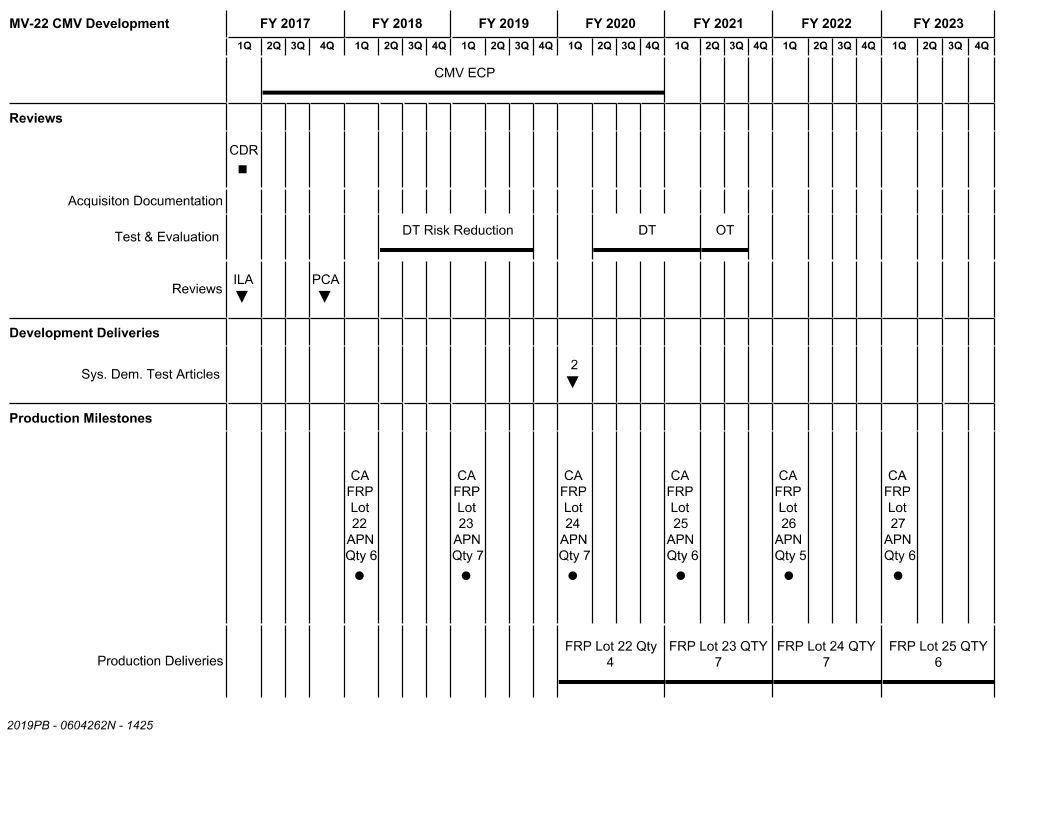 MV-22 CMV Development FY 2017 FY 2018 FY 2019 FY 2020 FY 2021 FY 2022 FY 2023
1Q 2Q 3Q 4Q 1Q 2Q 3Q 4Q 1Q 2Q 3Q 4Q 1Q 2Q 3Q 4Q 1Q 2Q 3Q 4Q 1Q 2Q 3Q 4Q 1Q 2Q 3Q 4Q
CMV ECP
Reviews
CDR
Acquisiton Documentation
Test & Evaluation DT Risk Reduction DT OT
ILA PCA
Reviews
Development Deliveries
2
Sys. Dem. Test Articles
Production Milestones
CA CA CA CA CA CA
FRP FRP FRP FRP FRP FRP
Lot Lot Lot Lot Lot Lot
22 23 24 25 26 27
APN APN APN APN APN APN
Qty 6 Qty 7 Qty 7 Qty 6 Qty 5 Qty 6
FRP Lot 22 Qty FRP Lot 23 QTY FRP Lot 24 QTY FRP Lot 25 QTY
Production Deliveries 4 7 7 6
2019PB - 0604262N - 1425